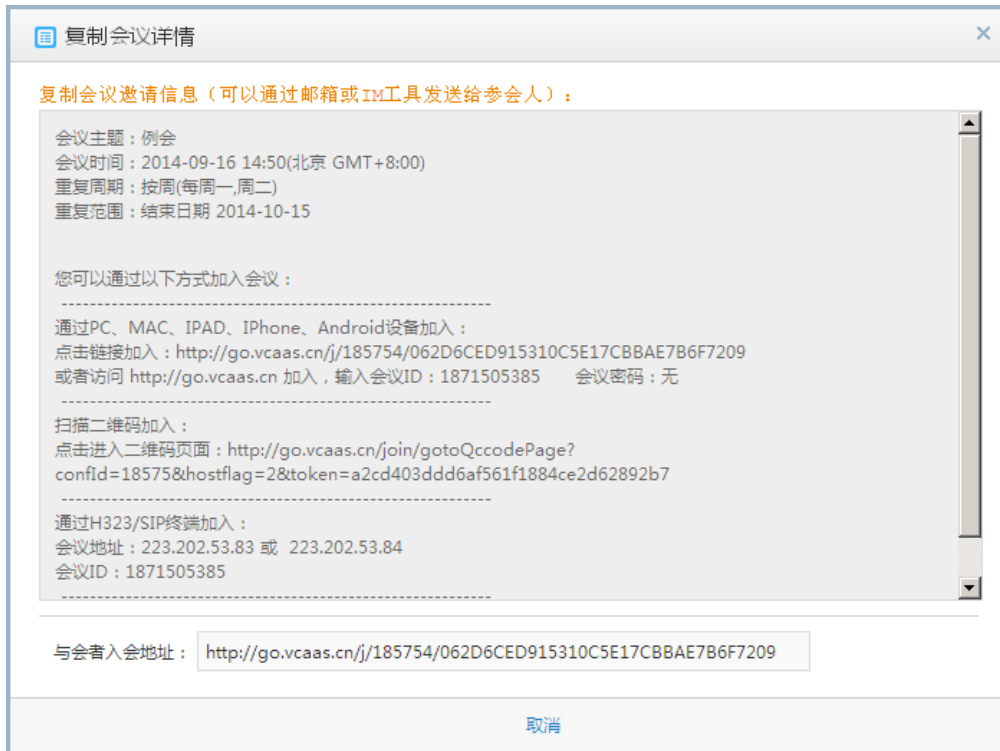 复制会议详情
复制会议邀请信息（可以通过邮箱或IM工具发送给参会人）：
会议主题：例会
会议时间：2014-09-16 14:50(北京 GMT+8:00)
重复周期：按周(每周一,周二)
重复范围：结束日期 2014-10-15
您可以通过以下方式加入会议：
------------------------------------------------------------
通过PC、MAC、IPAD、IPhone、Android设备加入：
点击链接加入：http://go.vcaas.cn/j/185754/062D6CED915310C5E17CBBAE7B6F7209
或者访问 http://go.vcaas.cn 加入，输入会议ID：1871505385 会议密码：无
------------------------------------------------------------
扫描二维码加入：
点击进入二维码页面：http://go.vcaas.cn/join/gotoQccodePage?
confId=18575&hostflag=2&token=a2cd403ddd6af561f1884ce2d62892b7
------------------------------------------------------------
通过H323/SIP终端加入：
会议地址：223.202.53.83 或 223.202.53.84
会议ID：1871505385
------------------------------------------------------------
与会者入会地址： http://go.vcaas.cn/j/185754/062D6CED915310C5E17CBBAE7B6F7209
取消